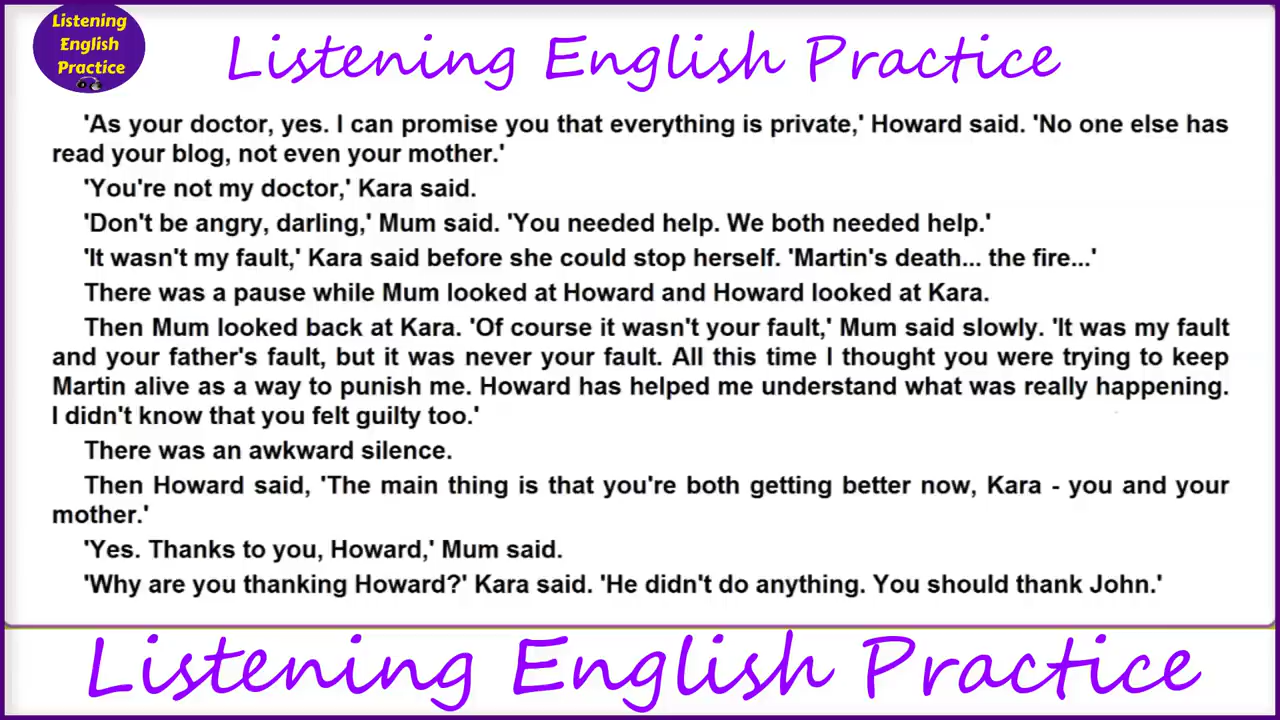 Listening
English
Practice
Listening English Practice
'As your doctor, yes. I can promise you that everything is private,' Howard said. 'No one else has
read your blog, not even your mother.'
'You're not my doctor,' Kara said.
'Don't be angry, darling,' Mum said. 'You needed help. We both needed help.'
'It wasn't my fault,' Kara said before she could stop herself. 'Martin's death... the fire...'
There was a pause while Mum looked at Howard and Howard looked at Kara.
Then Mum looked back at Kara. 'Of course it wasn't your fault,' Mum said slowly. 'It was my fault
and your father's fault, but it was never your fault. All this time I thought you were trying to keep
Martin alive as a way to punish me. Howard has helped me understand what was really happening.
I didn't know that you felt guilty too.'
There was an awkward silence.
Then Howard said, 'The main thing is that you're both getting better now, Kara - you and your
mother.'
'Yes. Thanks to you, Howard,' Mum said.
'Why are you thanking Howard?' Kara said. 'He didn't do anything. You should thank John.'
Listening English Practice